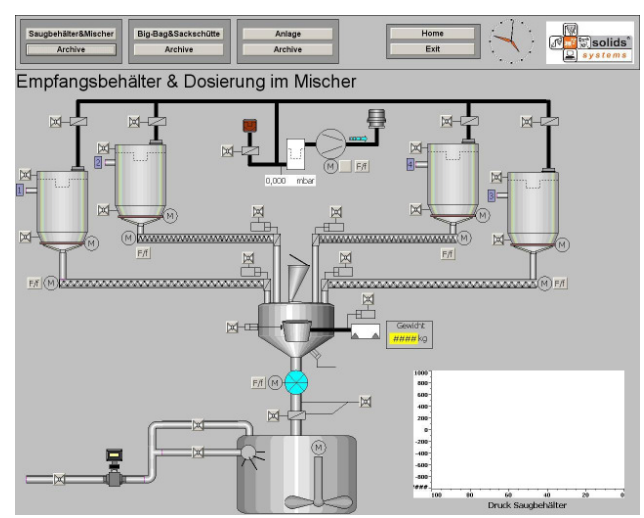 Saugbehälter&Mischer
Archive
Big-Bag&Sackschütte
Archive
Anlage
Archive
Home
Exit
solids
systems
Empfangsbehälter & Dosierung im Mischer
2
4
1
M
F/f
0,000 mbar
M
M
M
M
M
M
F/f
F/f
F/f
M
M
F/f
Gewicht
####kg
F/f
M
M
1000
800
600
400
200
0
-200
-400
-600
-800
-###
100
80
60
40
20
0
Druck Saugbehälter